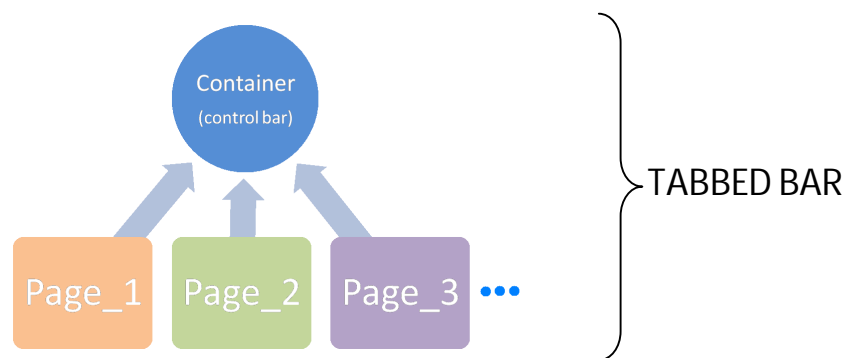 Container
(control bar)
TABBED BAR
Page_1
Page_2
Page_3
...